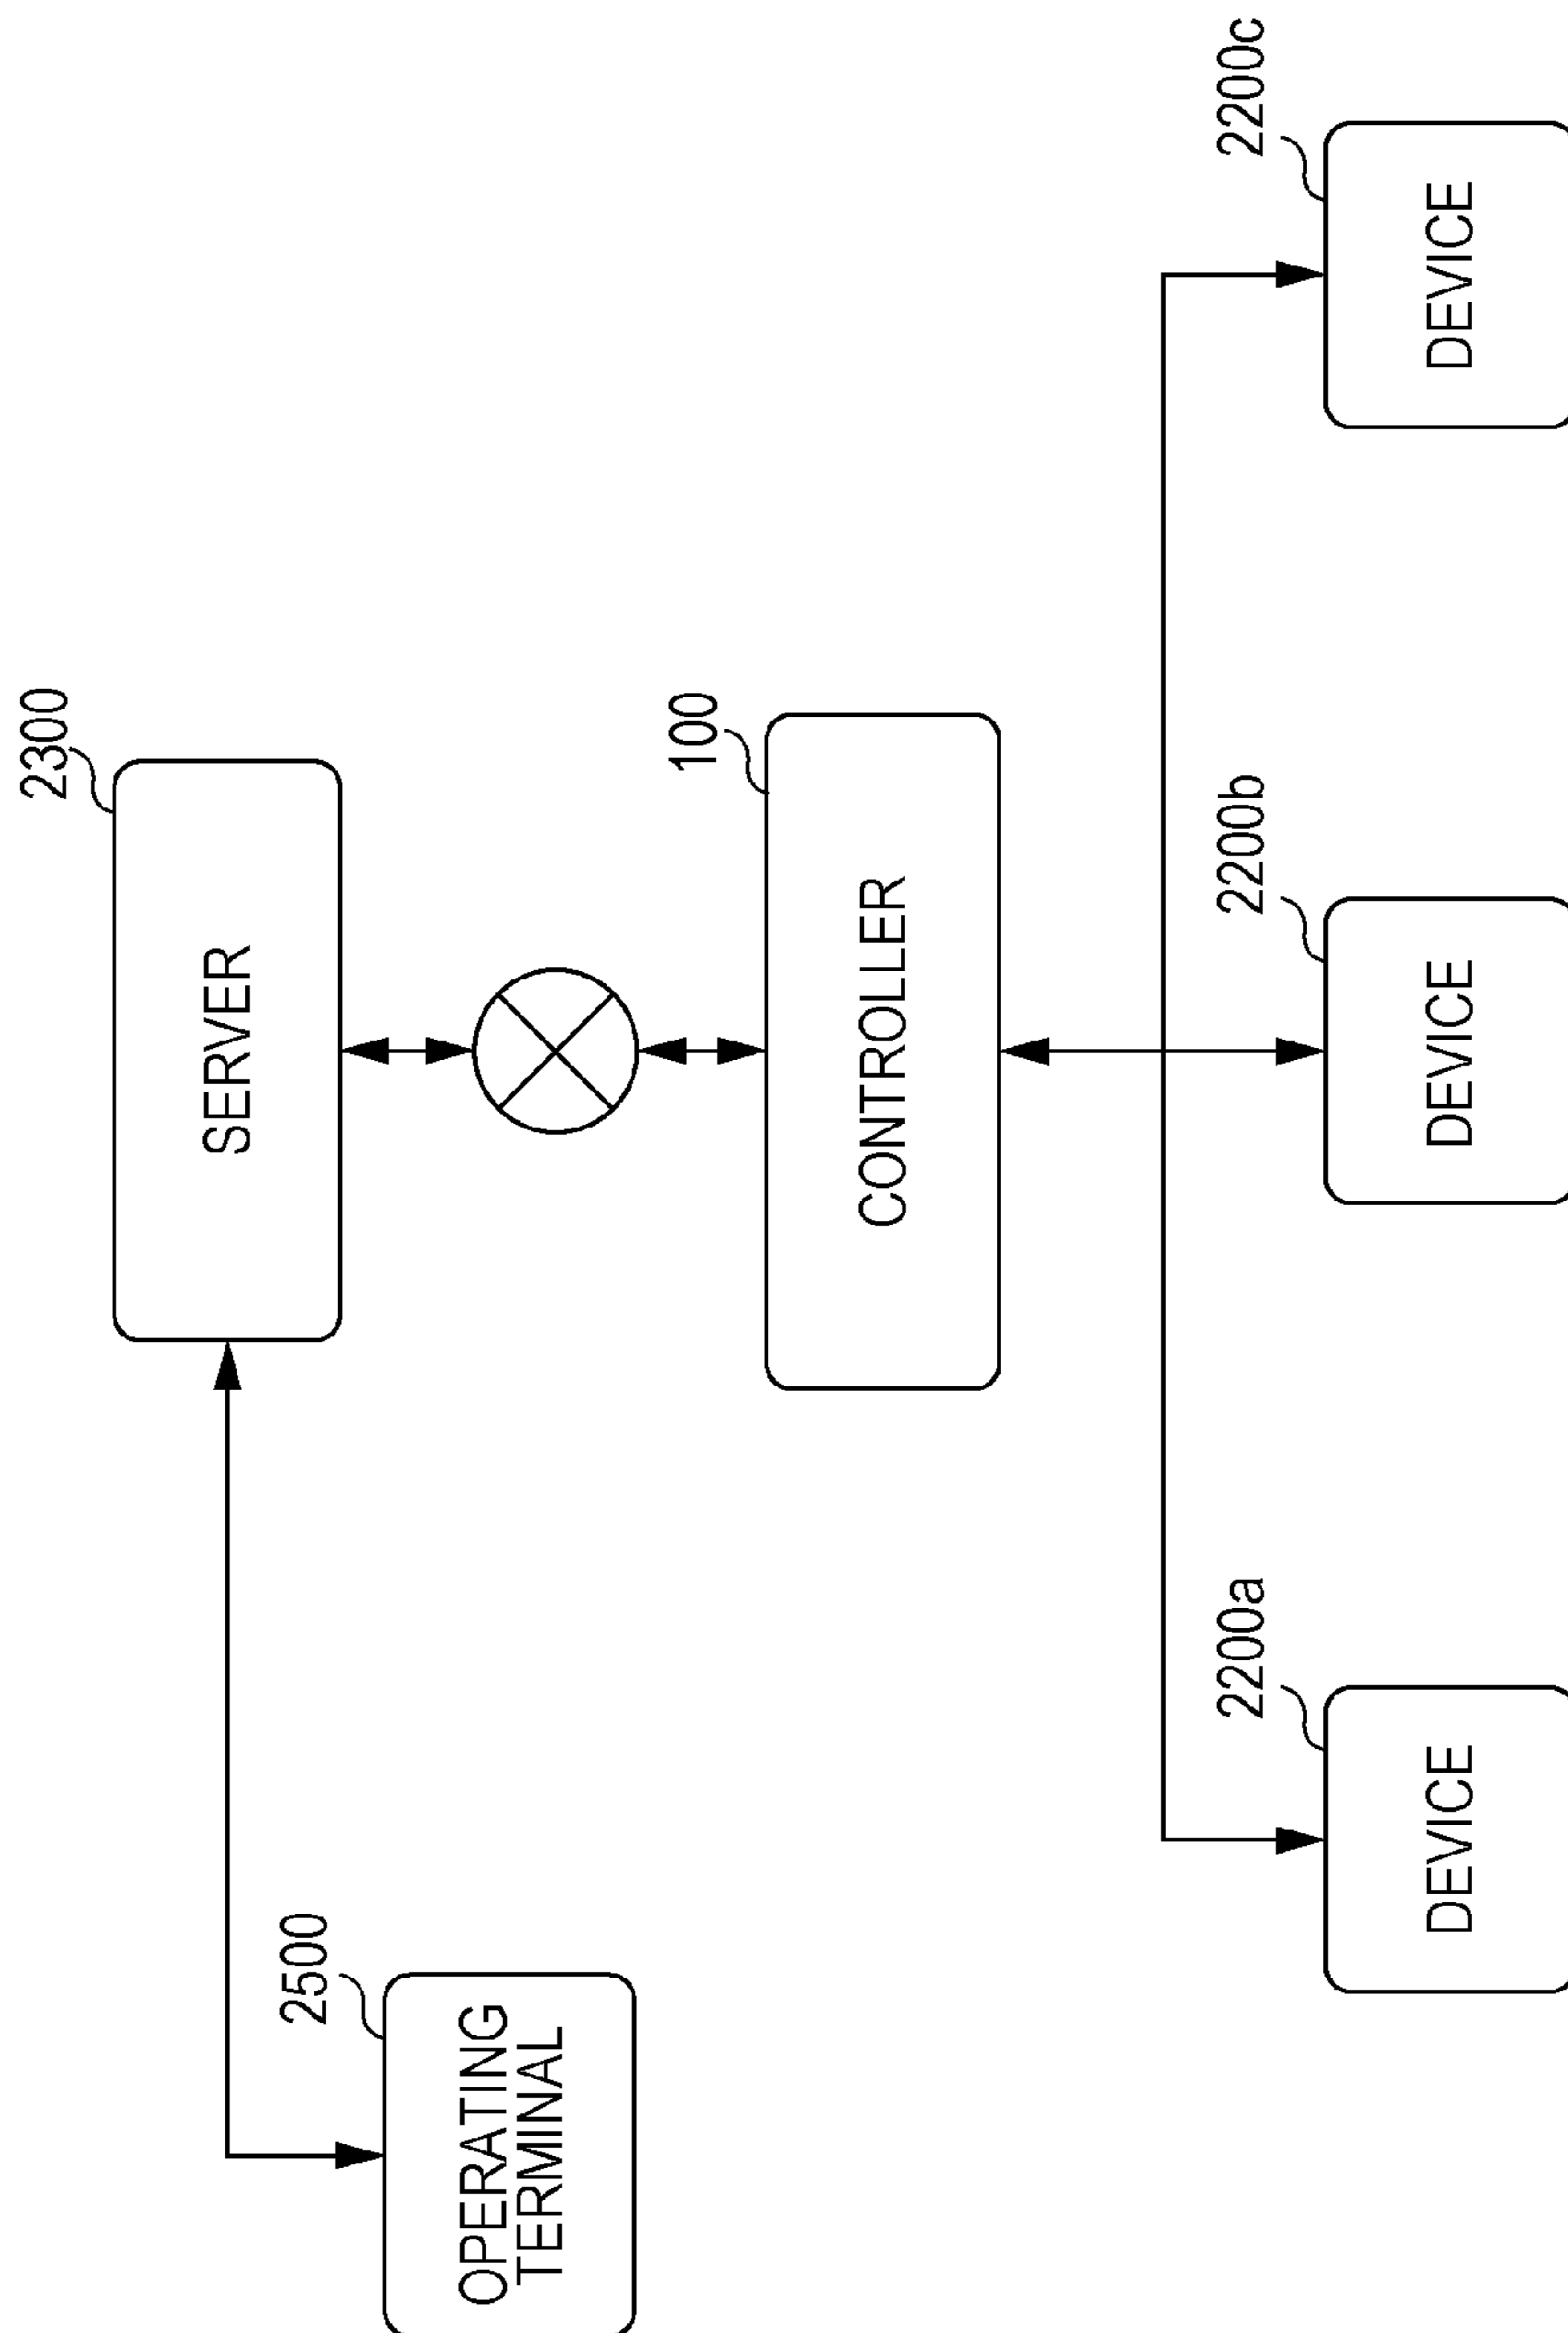 2300
SERVER
2500
OPERATING
TERMINAL
100
CONTROLLER
2200a
DEVICE
2200b
DEVICE
2200c
DEVICE